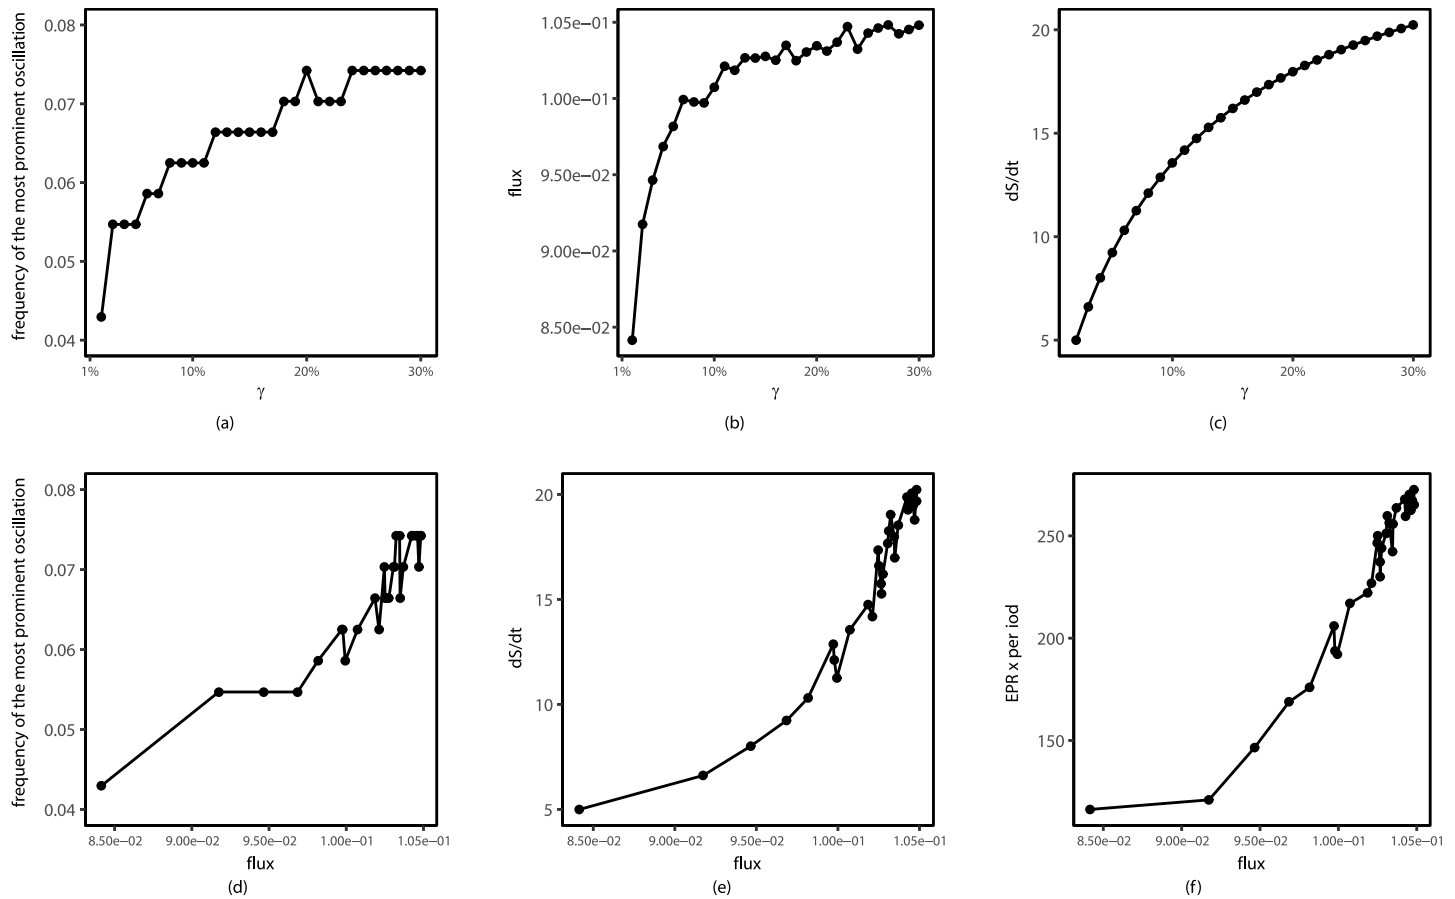 frequency of the most prominent oscillation
0.08
0.07
0.06
0.05
0.04
1%
10%
20%
30%
γ
(a)
flux
1.05e−01
1.00e−01
9.50e−02
9.00e−02
8.50e−02
1%
10%
20%
30%
γ
(b)
dS/dt
20
15
10
5
10%
20%
30%
γ
(c)
frequency of the most prominent oscillation
0.08
0.07
0.06
0.05
0.04
8.50e−02
9.00e−02
9.50e−02
1.00e−01
1.05e−01
flux
(d)
dS/dt
20
15
10
5
8.50e−02
9.00e−02
9.50e−02
1.00e−01
1.05e−01
flux
(e)
EPR x per iod
250
200
150
8.50e−02
9.00e−02
9.50e−02
1.00e−01
1.05e−01
flux
(f)